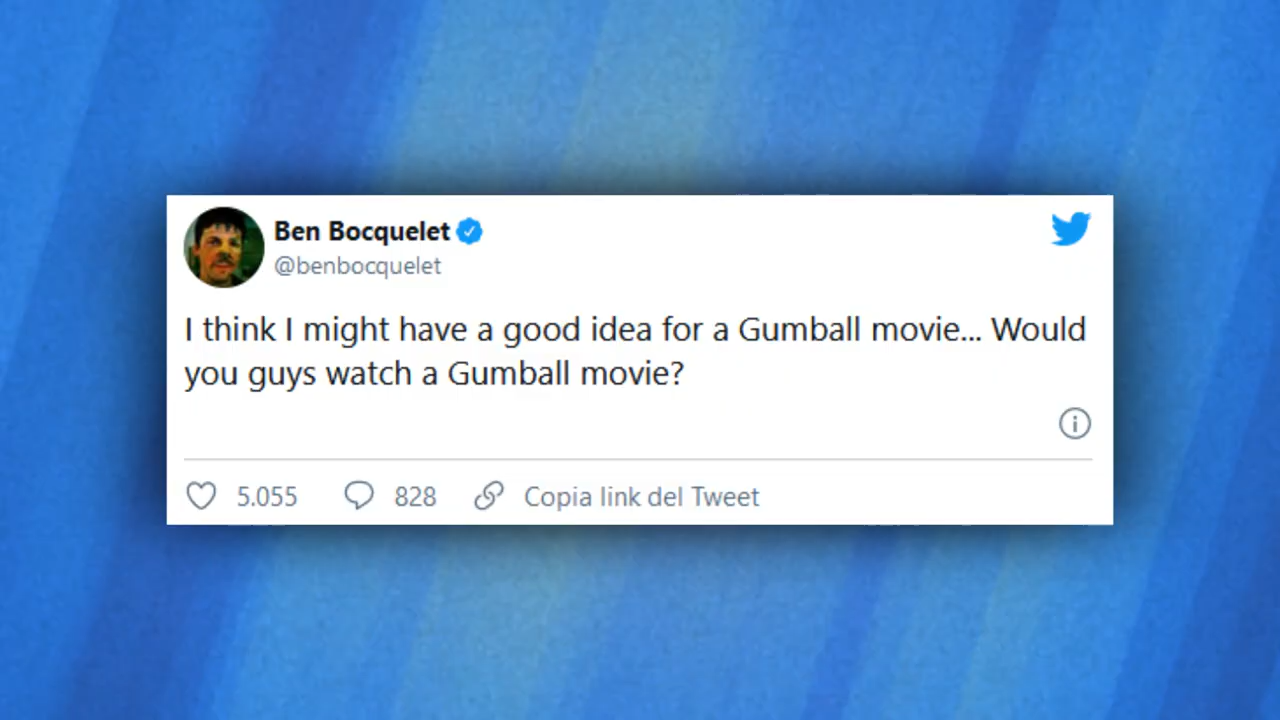 Ben Bocquelet
@benbocquelet
I think I might have a good idea for a Gumball movie... Would
you guys watch a Gumball movie?
5.055 828 Copia link del Tweet